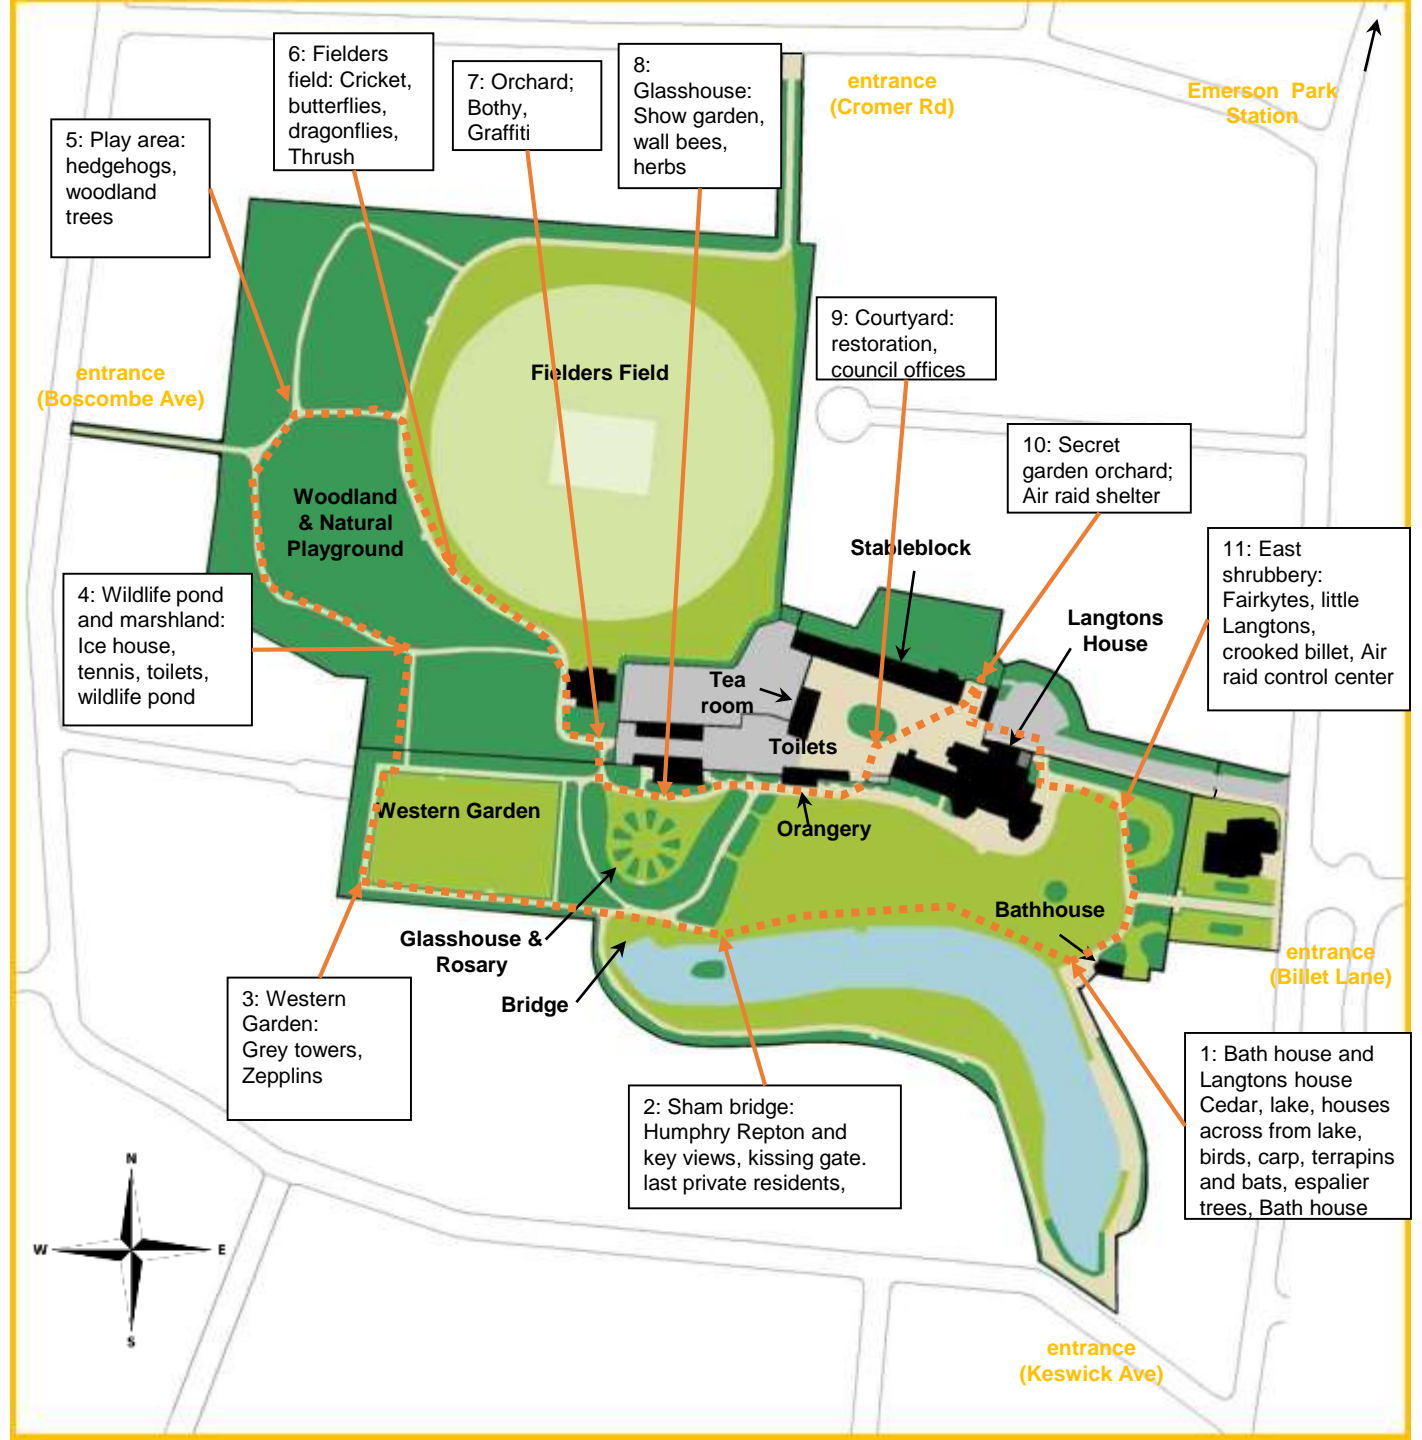 6: Fielders
field: Cricket,
butterflies,
dragonflies,
Thrush
7: Orchard;
Bothy,
Graffiti
8:
Glasshouse:
Show garden,
wall bees,
herbs
entrance
(Cromer Rd)
Emerson Park
Station
5: Play area:
hedgehogs,
woodland
trees
9: Courtyard:
restoration,
council offices
Fielders Field
entrance
(Boscombe Ave)
10: Secret
garden orchard;
Air raid shelter
Woodland
& Natural
Playground
Stableblock
11: East
shrubbery:
Fairkytes, little
Langtons,
crooked billet, Air
raid control center
4: Wildlife pond
and marshland:
Ice house,
tennis, toilets,
wildlife pond
Langtons
House
Tea
room
Toilets
Western Garden
Orangery
Bathhouse
Glasshouse &
Rosary
Bridge
entrance
(Billet Lane)
3: Western
Garden:
Grey towers,
Zepplins
1: Bath house and
Langtons house
Cedar, lake, houses
across from lake,
birds, carp, terrapins
and bats, espalier
trees, Bath house
2: Sham bridge:
Humphry Repton and
key views, kissing gate.
last private residents,
N
W
E
S
entrance
(Keswick Ave)